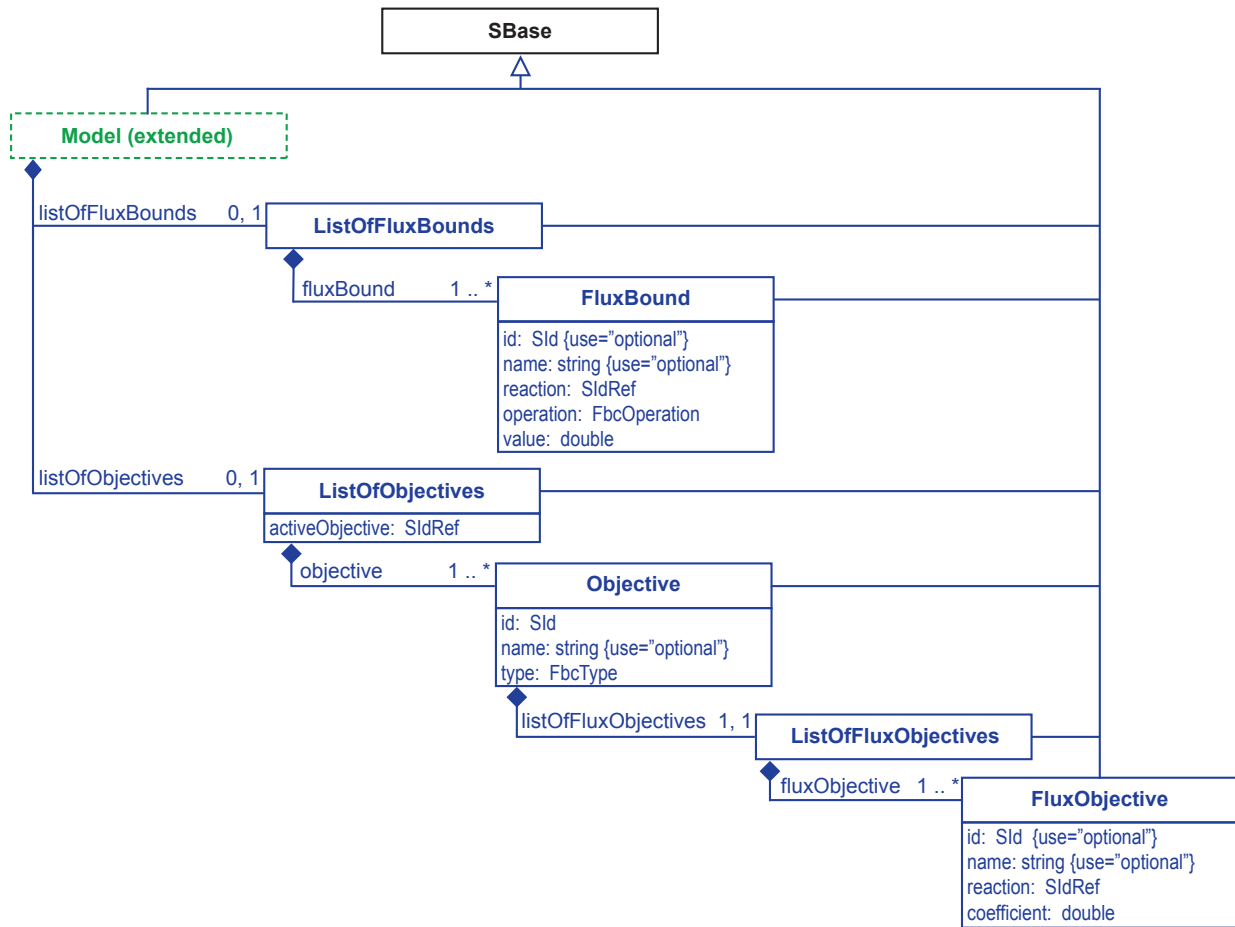 SBase
Model (extended)
listOfFluxBounds 0, 1
ListOfFluxBounds
fluxBound 1 .. *
FluxBound
id: SId {use=”optional”}
name: string {use=”optional”}
reaction: SIdRef
operation: FbcOperation
value: double
listOfObjectives 0, 1
ListOfObjectives
activeObjective: SIdRef
objective 1 .. *
Objective
id: SId
name: string {use=”optional”}
type: FbcType
listOfFluxObjectives 1, 1
ListOfFluxObjectives
fluxObjective 1 .. *
FluxObjective
id: SId {use=”optional”}
name: string {use=”optional”}
reaction: SIdRef
coefficient: double